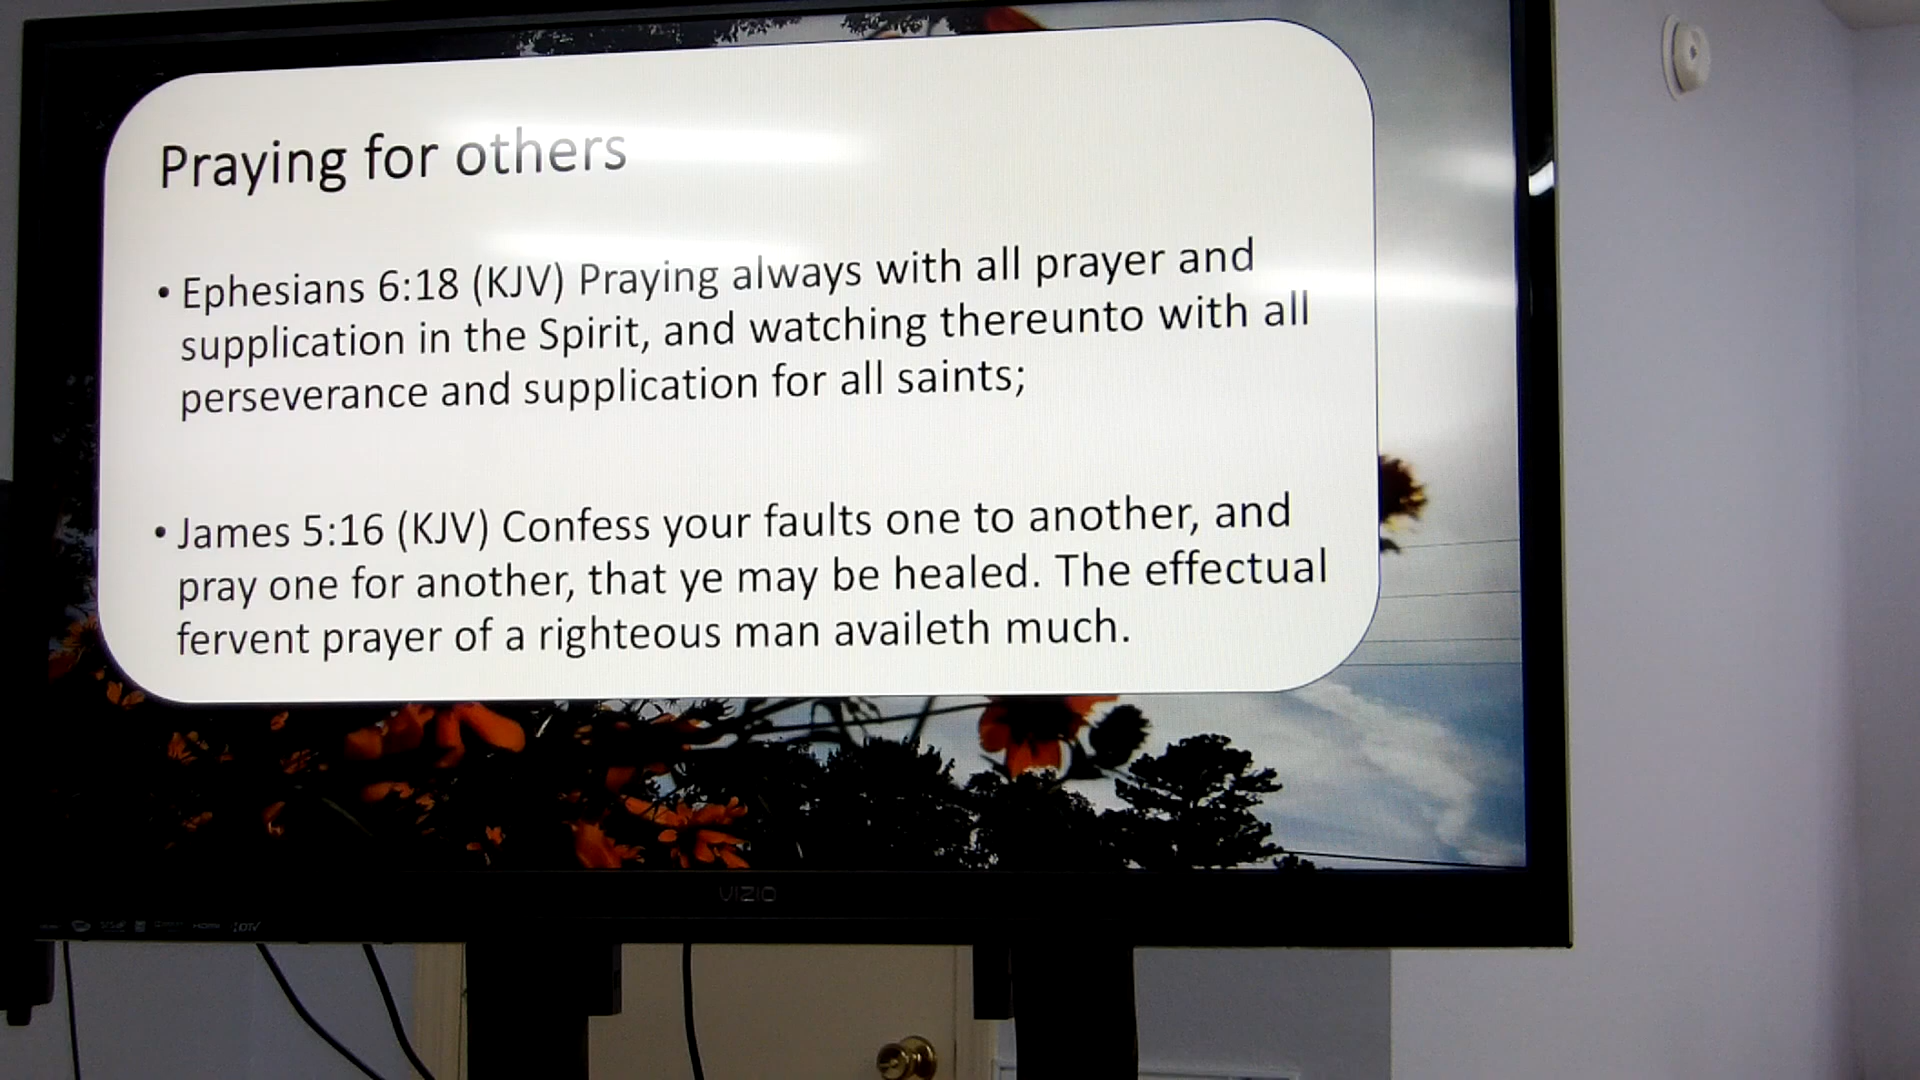 Praying for others
• Ephesians 6:18 (KJV) Praying always with all prayer and
supplication in the Spirit, and watching thereunto with all
perseverance and supplication for all saints;
• James 5:16 (KJV) Confess your faults one to another, and
pray one for another, that ye may be healed. The effectual
fervent prayer of a righteous man availeth much.
VIZIO